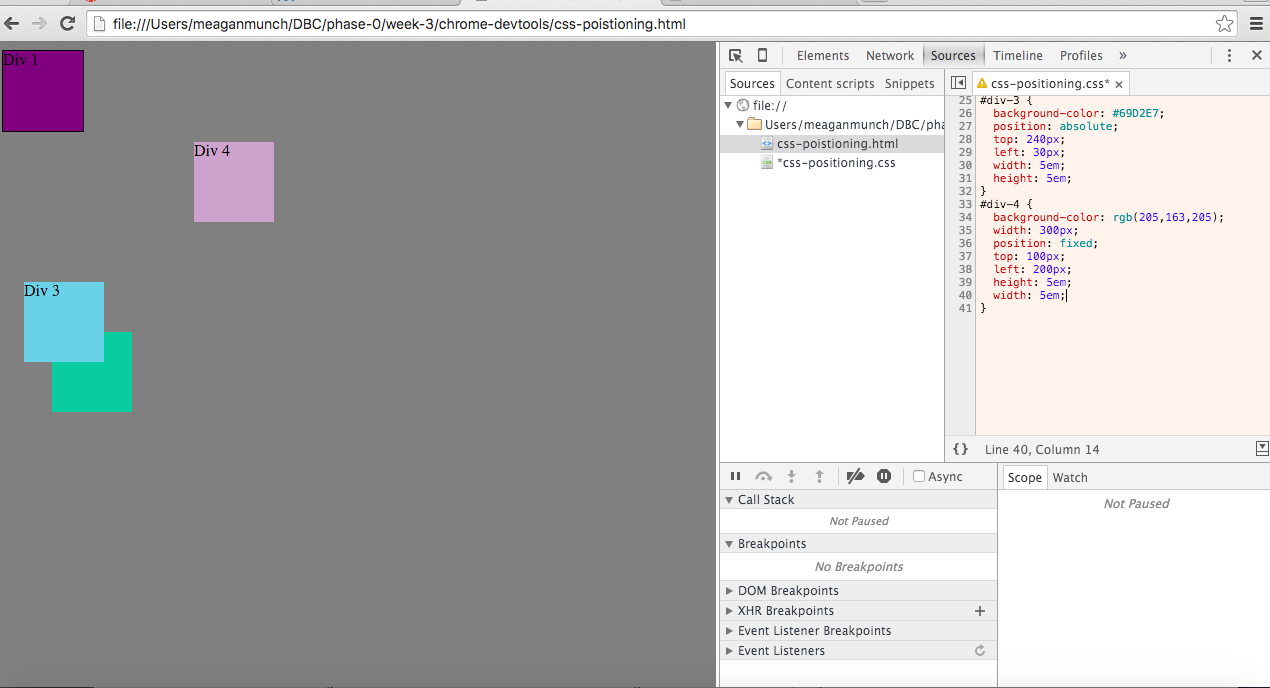 file:///Users/meaganmunch/DBC/phase-0/week-3/chrome-devtools/css-poistioning.html
Div 1
Div 4
Div 3
Elements Network Sources Timeline Profiles »
Sources Content scripts Snippets
css-positioning.css* ×
file://
Users/meaganmunch/DBC/pha
css-poistioning.html
*css-positioning.css
25 #div-3 {
26 background-color: #69D2E7;
27 position: absolute;
28 top: 240px;
29 left: 30px;
30 width: 5em;
31 height: 5em;
32 }
33 #div-4 {
34 background-color: rgb(205,163,205);
35 width: 300px;
36 position: fixed;
37 top: 100px;
38 left: 200px;
39 height: 5em;
40 width: 5em;
41 }
{} Line 40, Column 14
Async
Call Stack
Not Paused
Breakpoints
No Breakpoints
DOM Breakpoints
XHR Breakpoints +
Event Listener Breakpoints
Event Listeners
Scope Watch
Not Paused